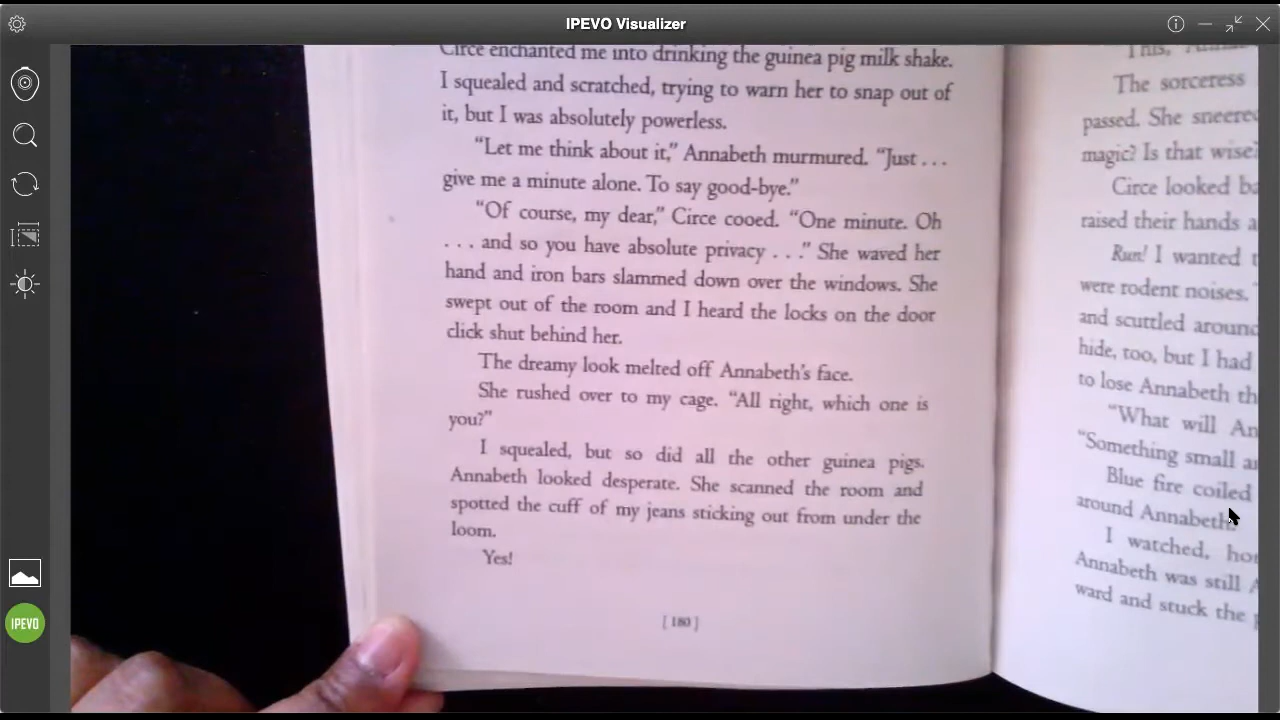 IPEVO Visualizer
Circe enchanted me into drinking the guinea pig milk shake.
I squealed and scratched, trying to warn her to snap out of
it, but I was absolutely powerless.
“Let me think about it,” Annabeth murmured. “Just . . .
give me a minute alone. To say good-bye.”
“Of course, my dear,” Circe cooed. “One minute. Oh
. . . and so you have absolute privacy . . .” She waved her
hand and iron bars slammed down over the windows. She
swept out of the room and I heard the locks on the door
click shut behind her.
The dreamy look melted off Annabeth’s face.
She rushed over to my cage. “All right, which one is
you?”
I squealed, but so did all the other guinea pigs.
Annabeth looked desperate. She scanned the room and
spotted the cuff of my jeans sticking out from under the
loom.
Yes!
[ 180 ]
This,
The sorceress
passed. She sneered
magic? Is that wise?
Circe looked
raised their hands
Run! I wanted
were rodent noises.
and scuttled around
hide, too, but I had
to lose Annabeth
“What will
“Something small
Blue fire coiled
around Annabeth.
I watched,
Annabeth was still
ward and stuck the
IPEVO